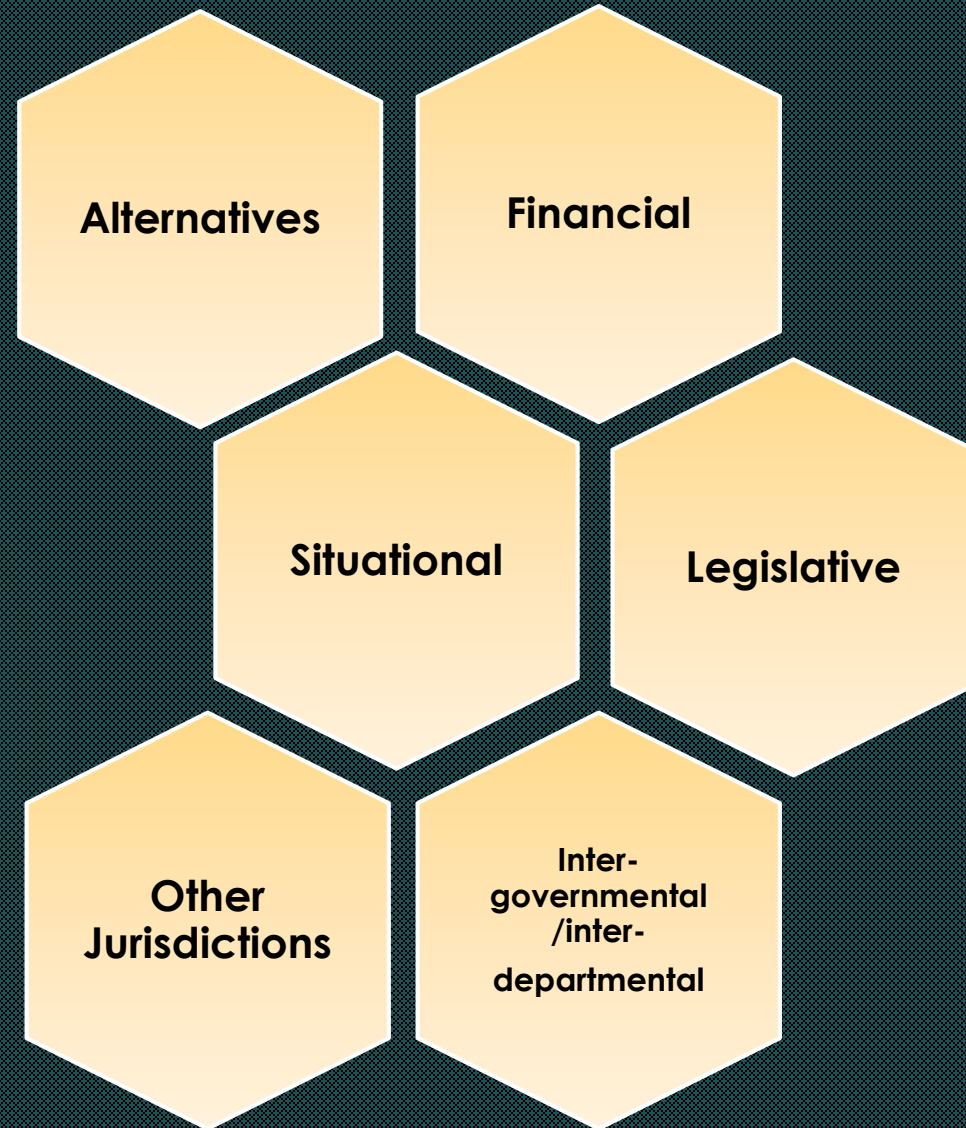 Alternatives
Financial
Situational
Legislative
Other
Jurisdictions
Inter-
governmental
/inter-
departmental